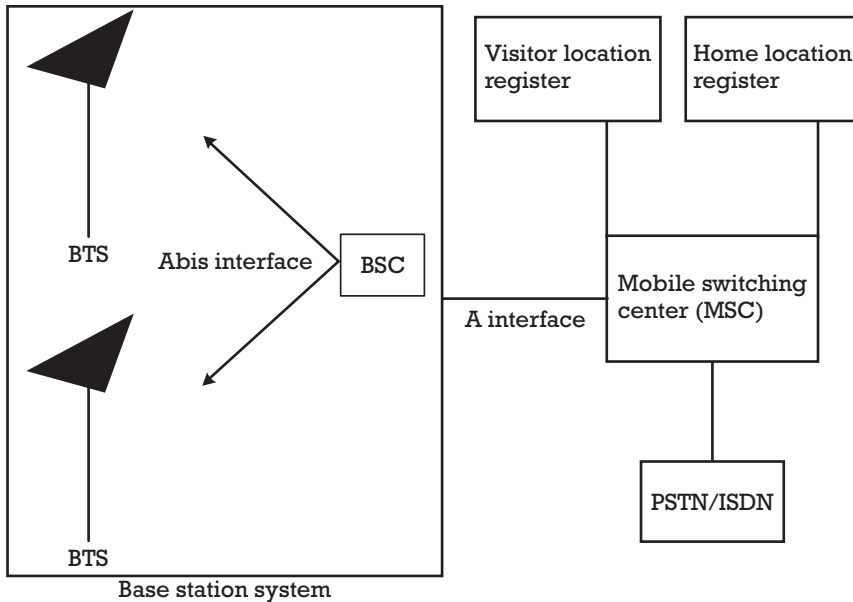 Visitor location
register
Home location
register
BTS
Abis interface
BSC
Mobile switching
center (MSC)
A interface
PSTN/ISDN
BTS
Base station system